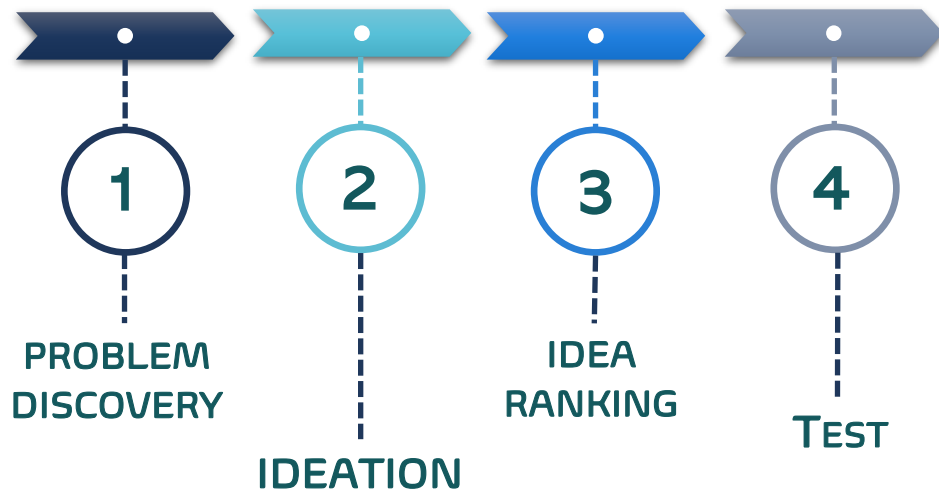 1
2
3
4
PROBLEM
DISCOVERY
IDEATION
IDEA
RANKING
TEST